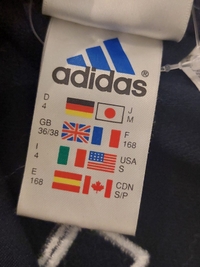 adidas ®
D J
4 M
GB F
36/38 168
I USA
4 S
E CDN
168 S/P